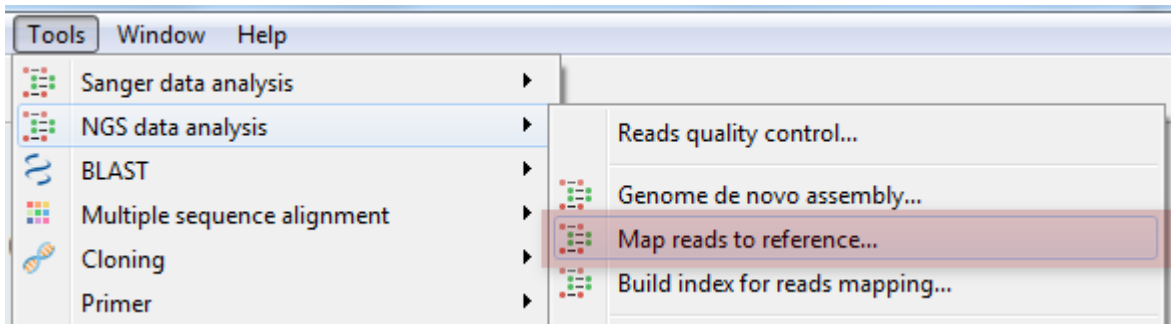 Tools Window Help
Sanger data analysis
NGS data analysis
BLAST
Multiple sequence alignment
Cloning
Primer
Reads quality control...
Genome de novo assembly...
Map reads to reference...
Build index for reads mapping...